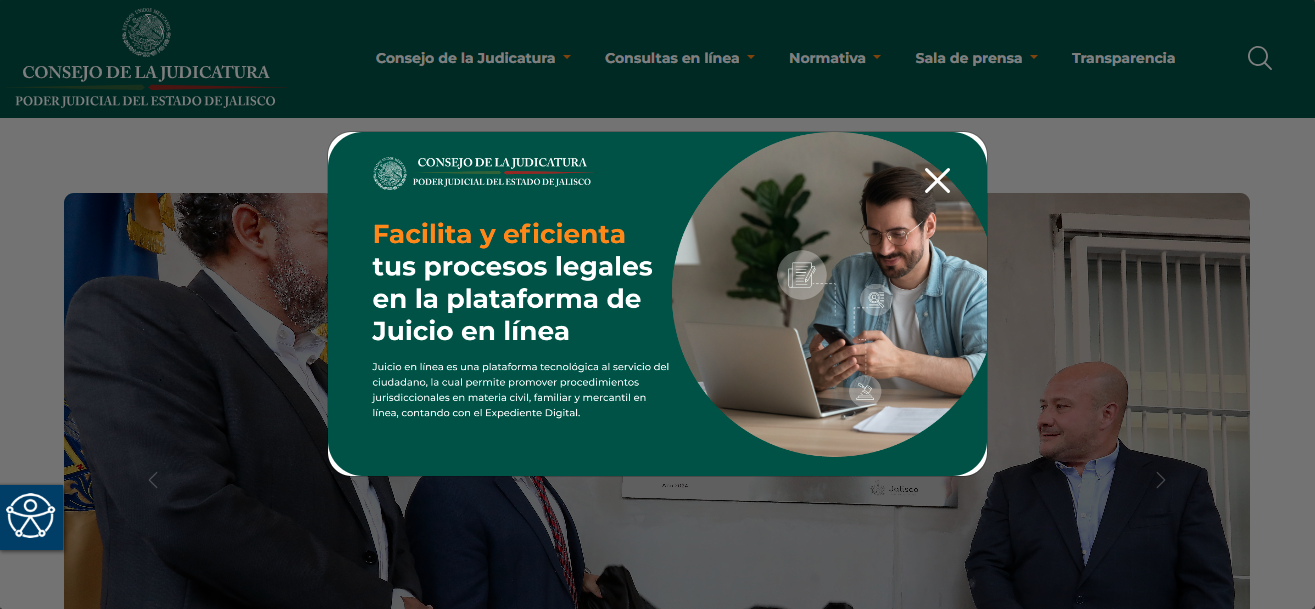 CONSEJO DE LA JUDICATURA
PODER JUDICIAL DEL ESTADO DE JALISCO
Consejo de la Judicatura
Consultas en línea
Normativa
Sala de prensa
Transparencia
CONSEJO DE LA JUDICATURA
PODER JUDICIAL DEL ESTADO DE JALISCO
Facilita y eficienta
tus procesos legales
en la plataforma de
Juicio en línea
Juicio en línea es una plataforma tecnológica al servicio del
ciudadano, la cual permite promover procedimientos
jurisdiccionales en materia civil, familiar y mercantil en
línea, contando con el Expediente Digital.
Jalisco